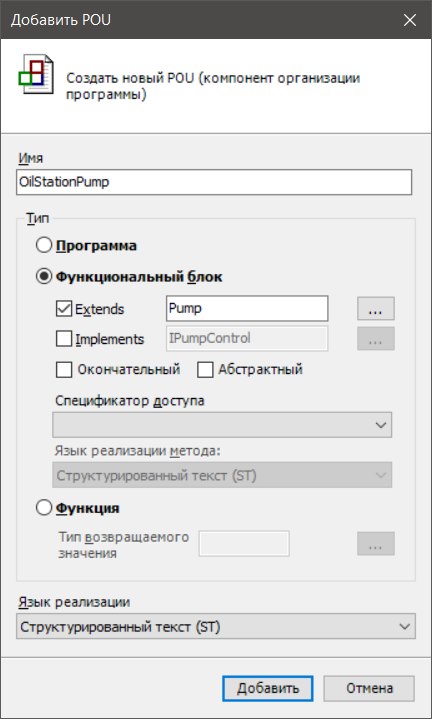 Добавить POU
Создать новый POU (компонент организации
программы)
Имя
OilStationPump
Тип
Программа
Функциональный блок
Extends
Pump
...
Implements
IPumpControl
...
Окончательный
Абстрактный
Спецификатор доступа
Язык реализации метода:
Структурированный текст (ST)
Функция
Тип возвращаемого
значения
...
Язык реализации
Структурированный текст (ST)
Добавить
Отмена